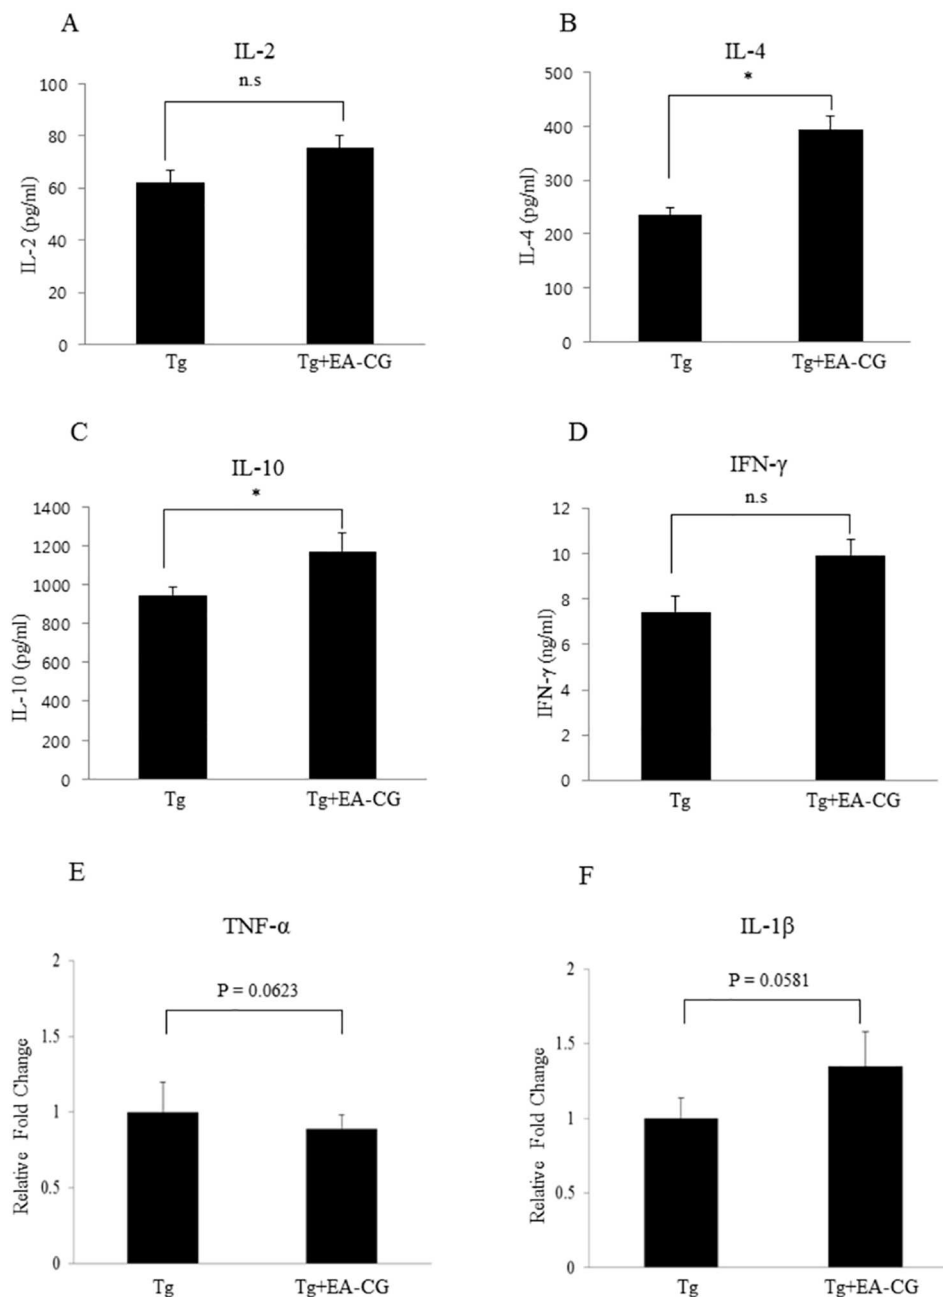 A
IL-2
n.s
100
80
60
40
20
0
IL-2 (pg/ml)
Tg
Tg+EA-CG
B
IL-4
*
500
400
300
200
100
0
IL-4 (pg/ml)
Tg
Tg+EA-CG
C
IL-10
*
1400
1200
1000
800
600
400
200
0
IL-10 (pg/ml)
Tg
Tg+EA-CG
D
IFN-γ
n.s
12
10
8
6
4
2
0
IFN-γ (ng/ml)
Tg
Tg+EA-CG
E
TNF-α
P = 0.0623
2
1.5
1
0.5
0
Relative Fold Change
Tg
Tg+EA-CG
F
IL-1β
P = 0.0581
2
1.5
1
0.5
0
Relative Fold Change
Tg
Tg+EA-CG